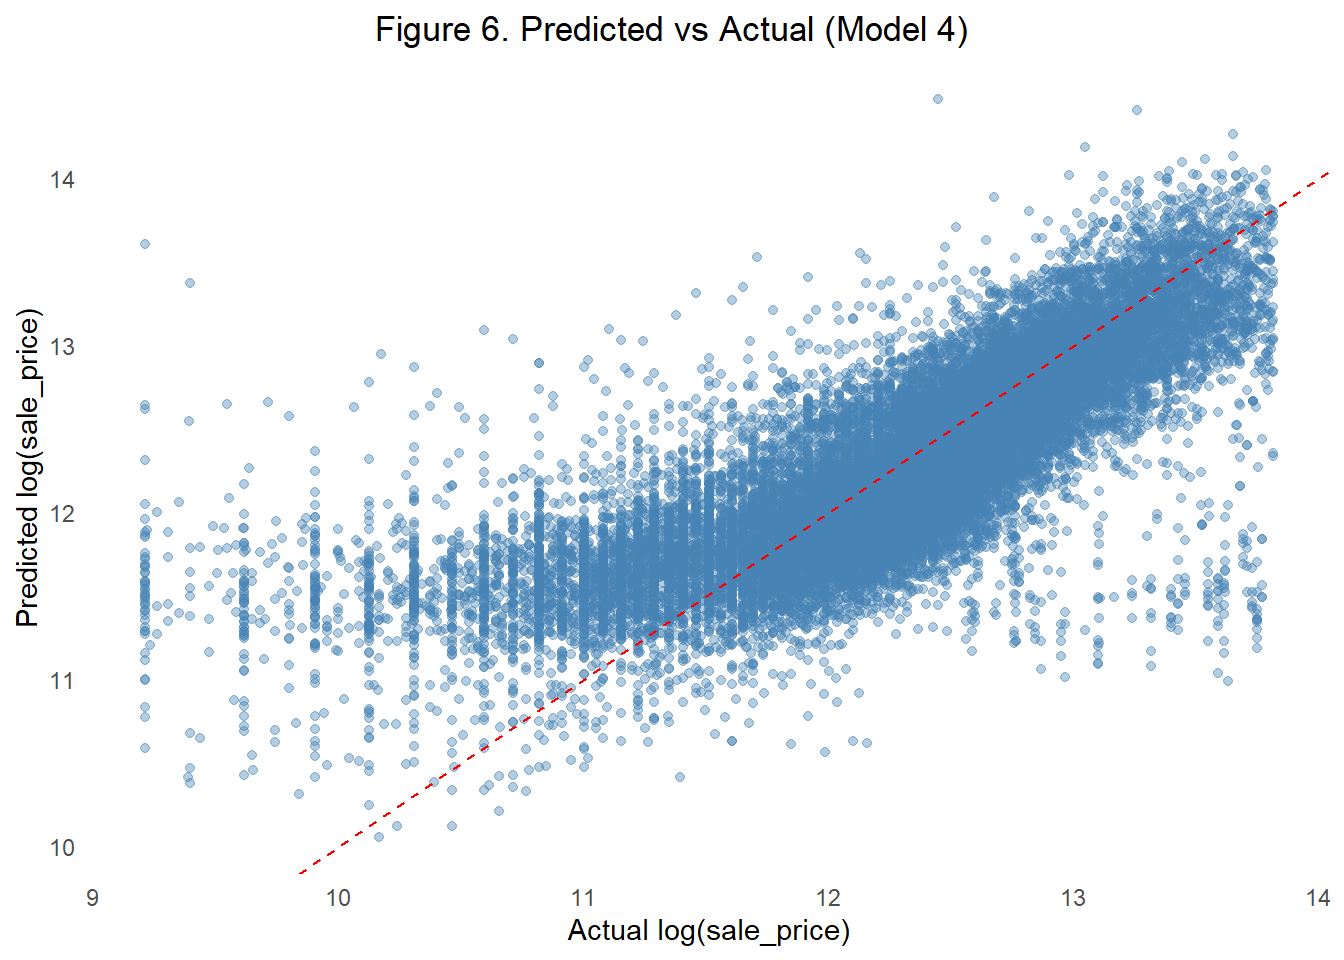 Figure 6. Predicted vs Actual (Model 4)
Predicted log(sale_price)
14
13
12
11
10
9 10 11 12 13 14
Actual log(sale_price)